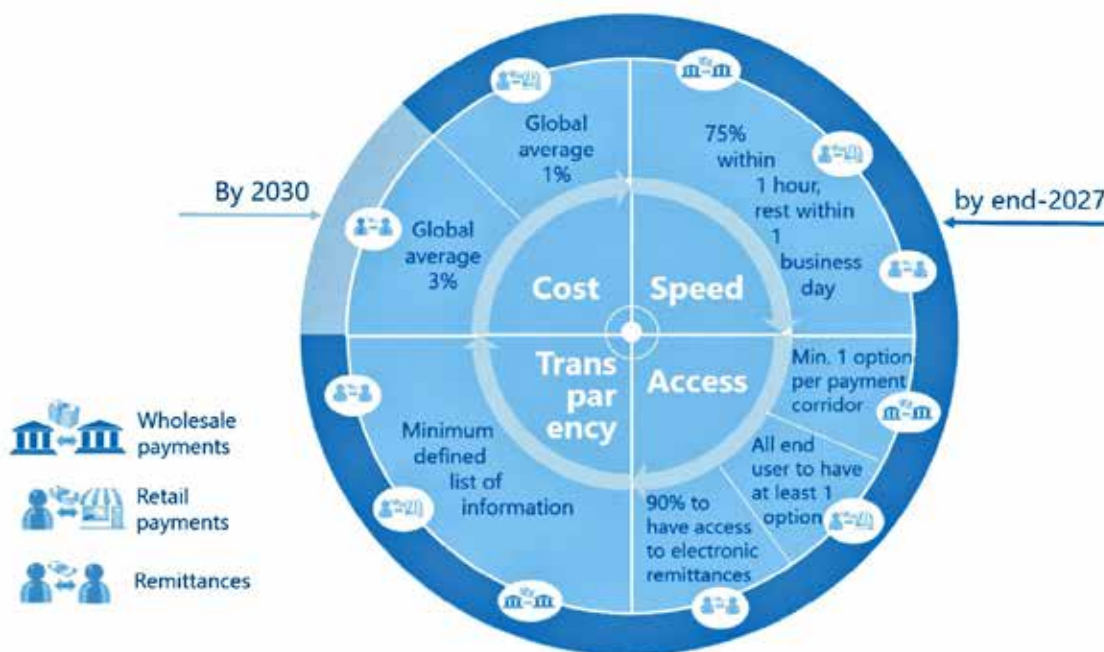 By 2030
by end-2027
Global
average
1%
Global
average
3%
Cost
75%
within
1 hour,
rest within
1
business
day
Speed
Trans
par
ency
Minimum
defined
list of
information
Access
Min. 1 option
per payment
corridor
All end
user to have
at least 1
option
90% to
have access
to electronic
remittances
Wholesale
payments
Retail
payments
Remittances